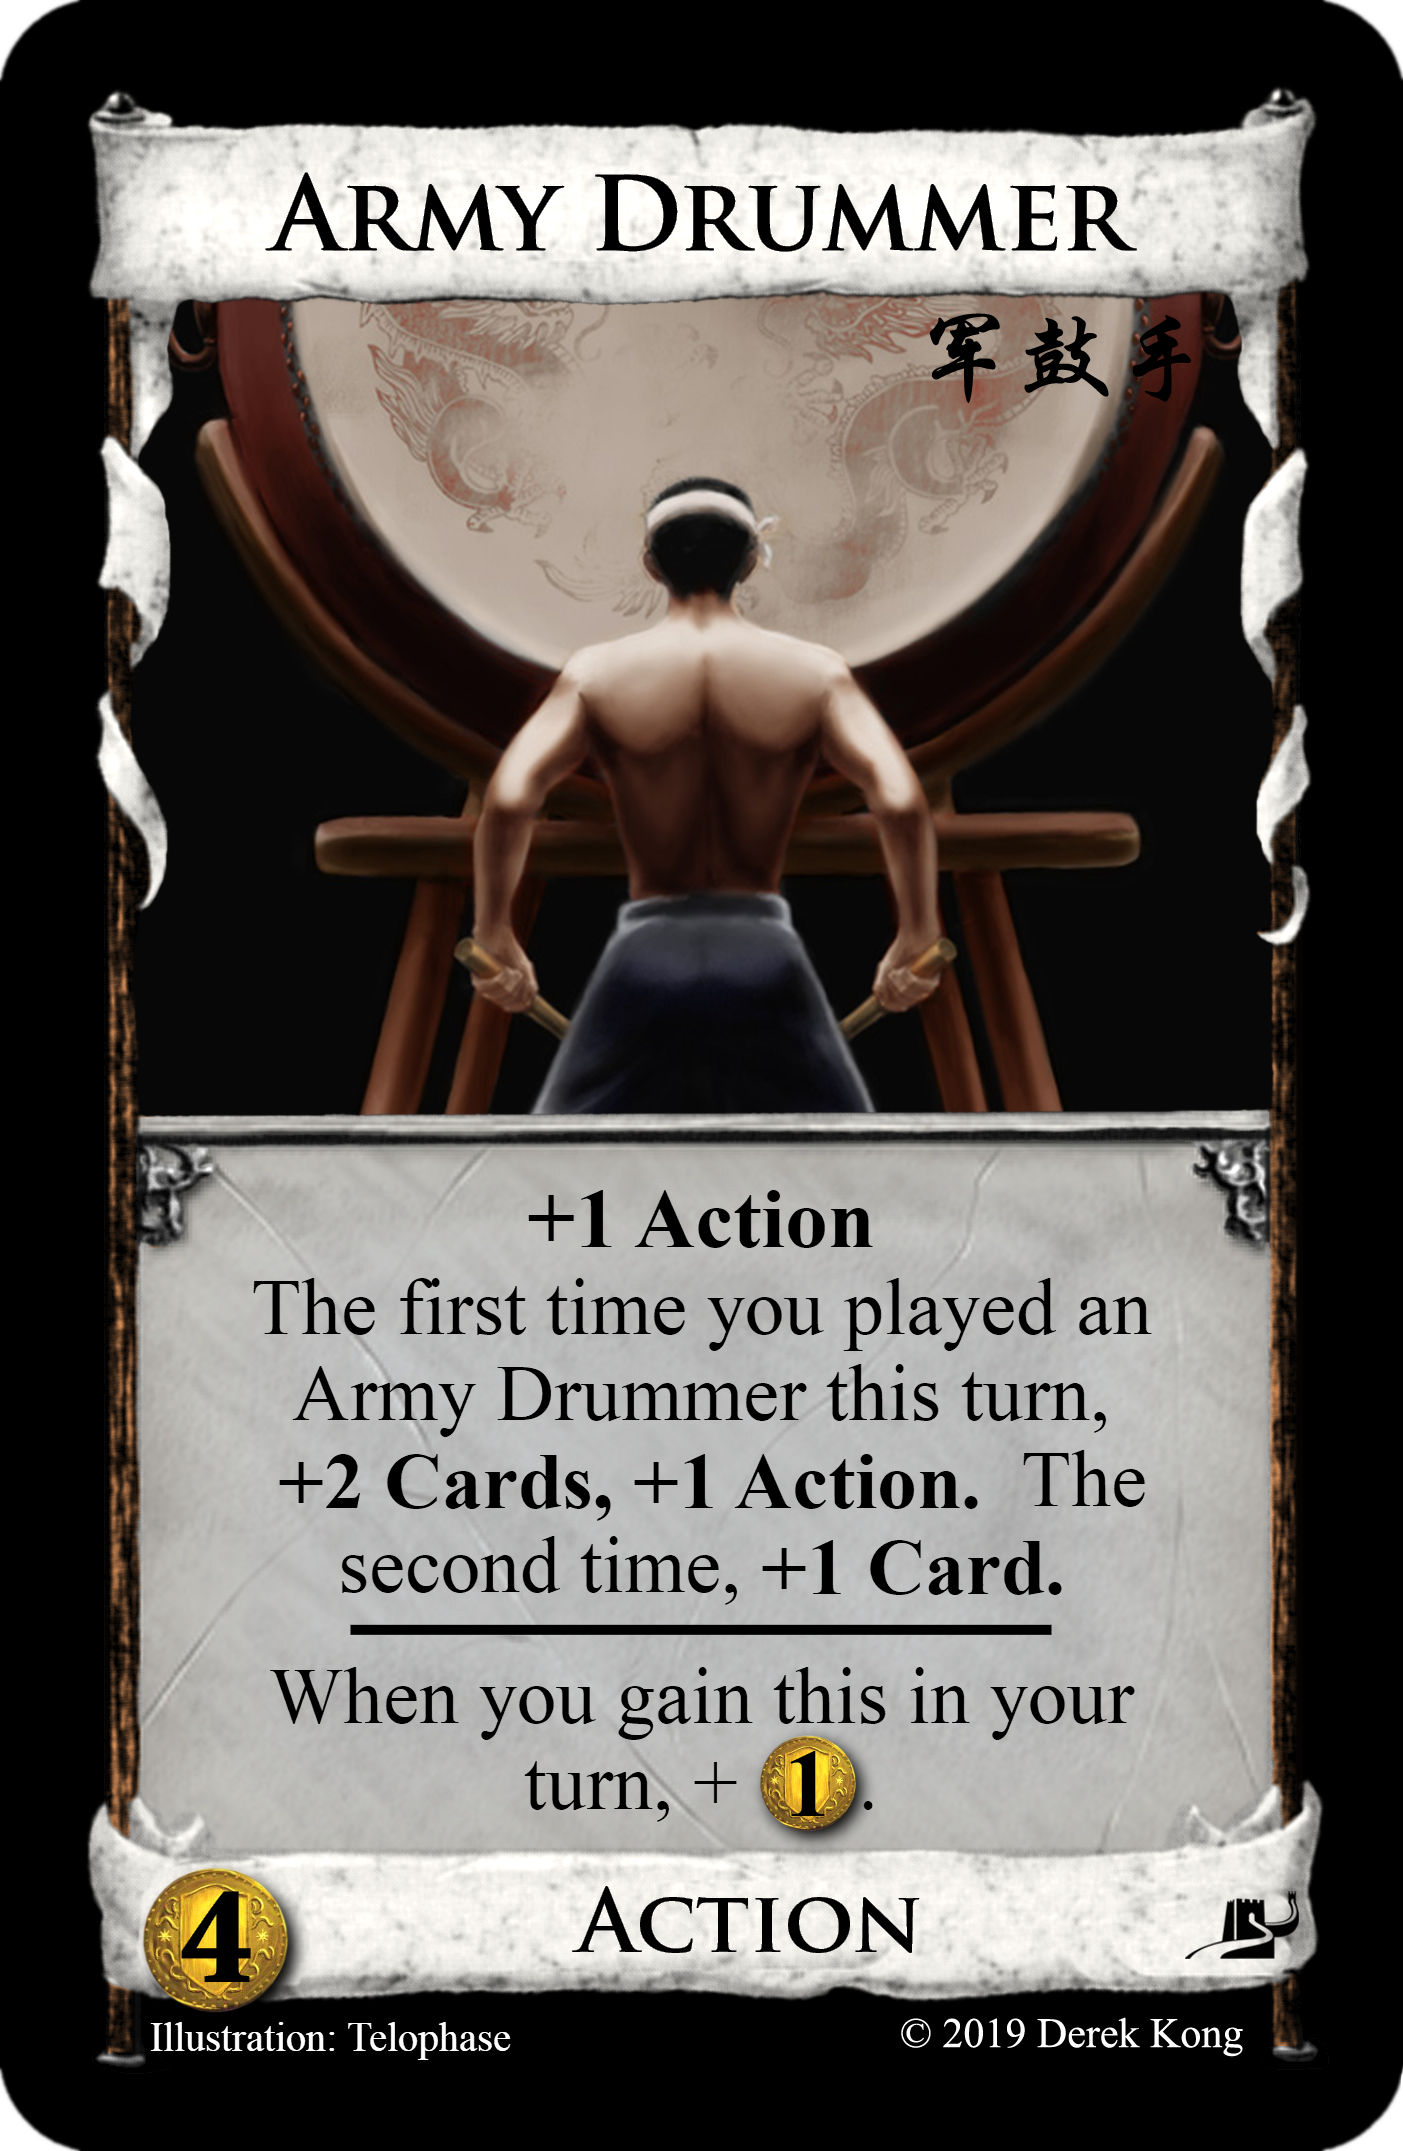 ARMY DRUMMER
军鼓手
+1 Action
The first time you played an
Army Drummer this turn,
+2 Cards, +1 Action. The
second time, +1 Card.
When you gain this in your
turn, + 1.
4 ACTION
Illustration: Telophase © 2019 Derek Kong